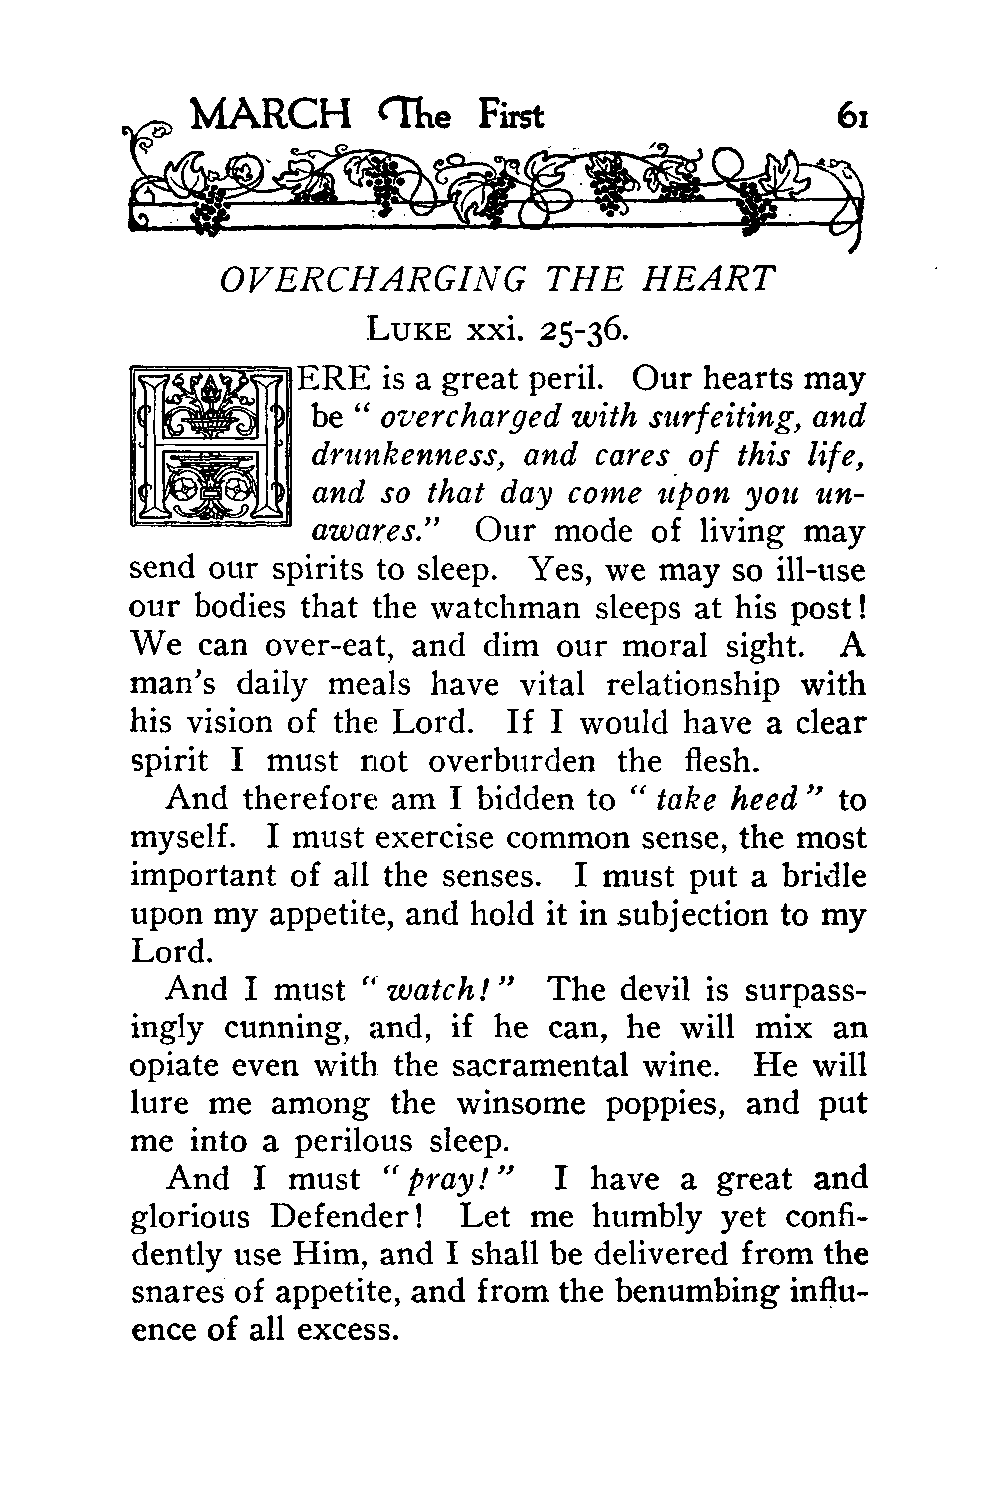 MARCH The First 61
OVERCHARGING THE HEART
LUKE xxi. 25-36.
HERE is a great peril. Our hearts may
be " overcharged with surfeiting, and
drunkenness, and cares of this life,
and so that day come upon you un-
awares." Our mode of living may
send our spirits to sleep. Yes, we may so ill-use
our bodies that the watchman sleeps at his post!
We can over-eat, and dim our moral sight. A
man's daily meals have vital relationship with
his vision of the Lord. If I would have a clear
spirit I must not overburden the flesh.
And therefore am I bidden to " take heed " to
myself. I must exercise common sense, the most
important of all the senses. I must put a bridle
upon my appetite, and hold it in subjection to my
Lord.
And I must " watch! " The devil is surpass-
ingly cunning, and, if he can, he will mix an
opiate even with the sacramental wine. He will
lure me among the winsome poppies, and put
me into a perilous sleep.
And I must " pray! " I have a great and
glorious Defender! Let me humbly yet confi-
dently use Him, and I shall be delivered from the
snares of appetite, and from the benumbing influ-
ence of all excess.